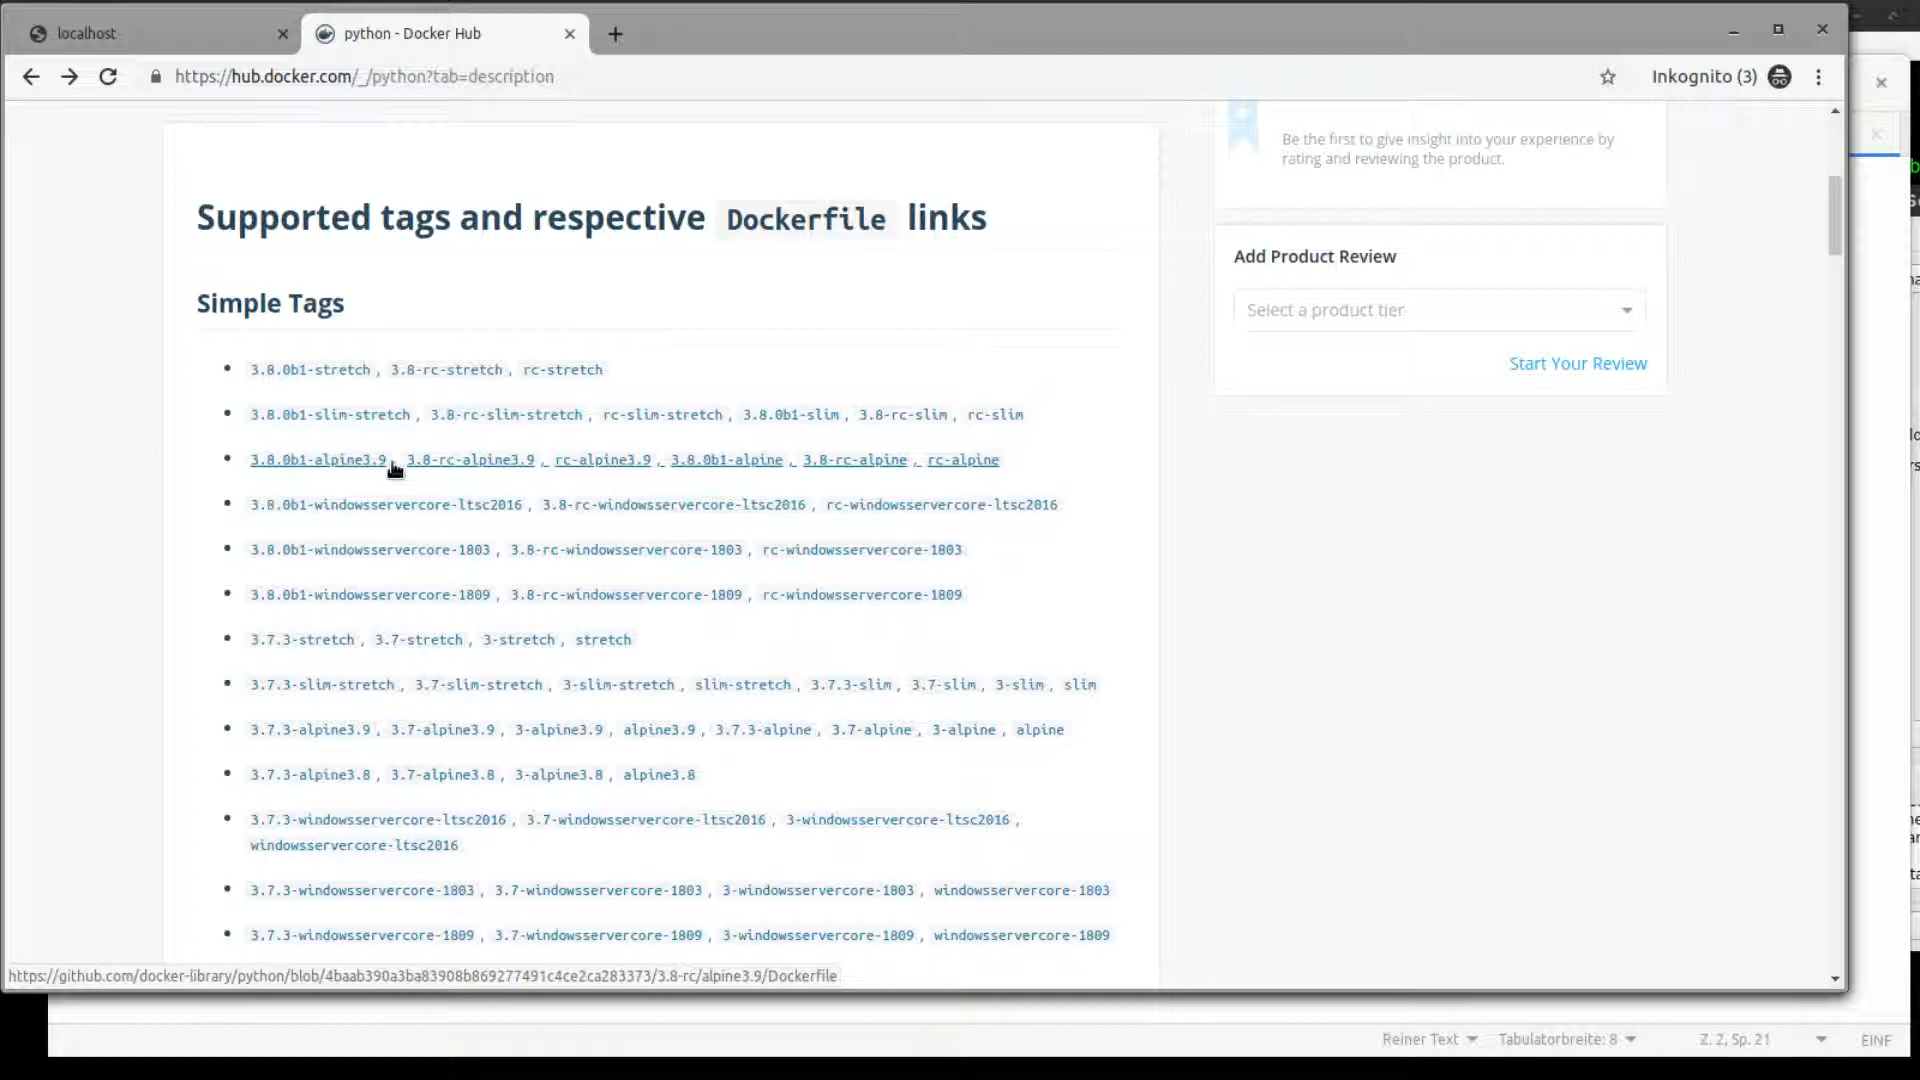 localhost
python - Docker Hub
https://hub.docker.com/_/python?tab=description
Inkognito (3)
Be the first to give insight into your experience by
rating and reviewing the product.
Supported tags and respective Dockerfile links
Add Product Review
Simple Tags
Select a product tier
Start Your Review
3.8.0b1-stretch , 3.8-rc-stretch , rc-stretch
3.8.0b1-slim-stretch , 3.8-rc-slim-stretch , rc-slim-stretch , 3.8.0b1-slim , 3.8-rc-slim , rc-slim
3.8.0b1-alpine3.9 , 3.8-rc-alpine3.9 , rc-alpine3.9 , 3.8.0b1-alpine , 3.8-rc-alpine , rc-alpine
3.8.0b1-windowsservercore-ltsc2016 , 3.8-rc-windowsservercore-ltsc2016 , rc-windowsservercore-ltsc2016
3.8.0b1-windowsservercore-1803 , 3.8-rc-windowsservercore-1803 , rc-windowsservercore-1803
3.8.0b1-windowsservercore-1809 , 3.8-rc-windowsservercore-1809 , rc-windowsservercore-1809
3.7.3-stretch , 3.7-stretch , 3-stretch , stretch
3.7.3-slim-stretch , 3.7-slim-stretch , 3-slim-stretch , slim-stretch , 3.7.3-slim , 3.7-slim , 3-slim , slim
3.7.3-alpine3.9 , 3.7-alpine3.9 , 3-alpine3.9 , alpine3.9 , 3.7.3-alpine , 3.7-alpine , 3-alpine , alpine
3.7.3-alpine3.8 , 3.7-alpine3.8 , 3-alpine3.8 , alpine3.8
3.7.3-windowsservercore-ltsc2016 , 3.7-windowsservercore-ltsc2016 , 3-windowsservercore-ltsc2016 ,
windowsservercore-ltsc2016
3.7.3-windowsservercore-1803 , 3.7-windowsservercore-1803 , 3-windowsservercore-1803 , windowsservercore-1803
3.7.3-windowsservercore-1809 , 3.7-windowsservercore-1809 , 3-windowsservercore-1809 , windowsservercore-1809
https://github.com/docker-library/python/blob/4baab390a3ba83908b869277491c4ce2ca283373/3.8-rc/alpine3.9/Dockerfile
Reiner Text Tabulatorbreite: 8 Z. 2, Sp. 21 EINF